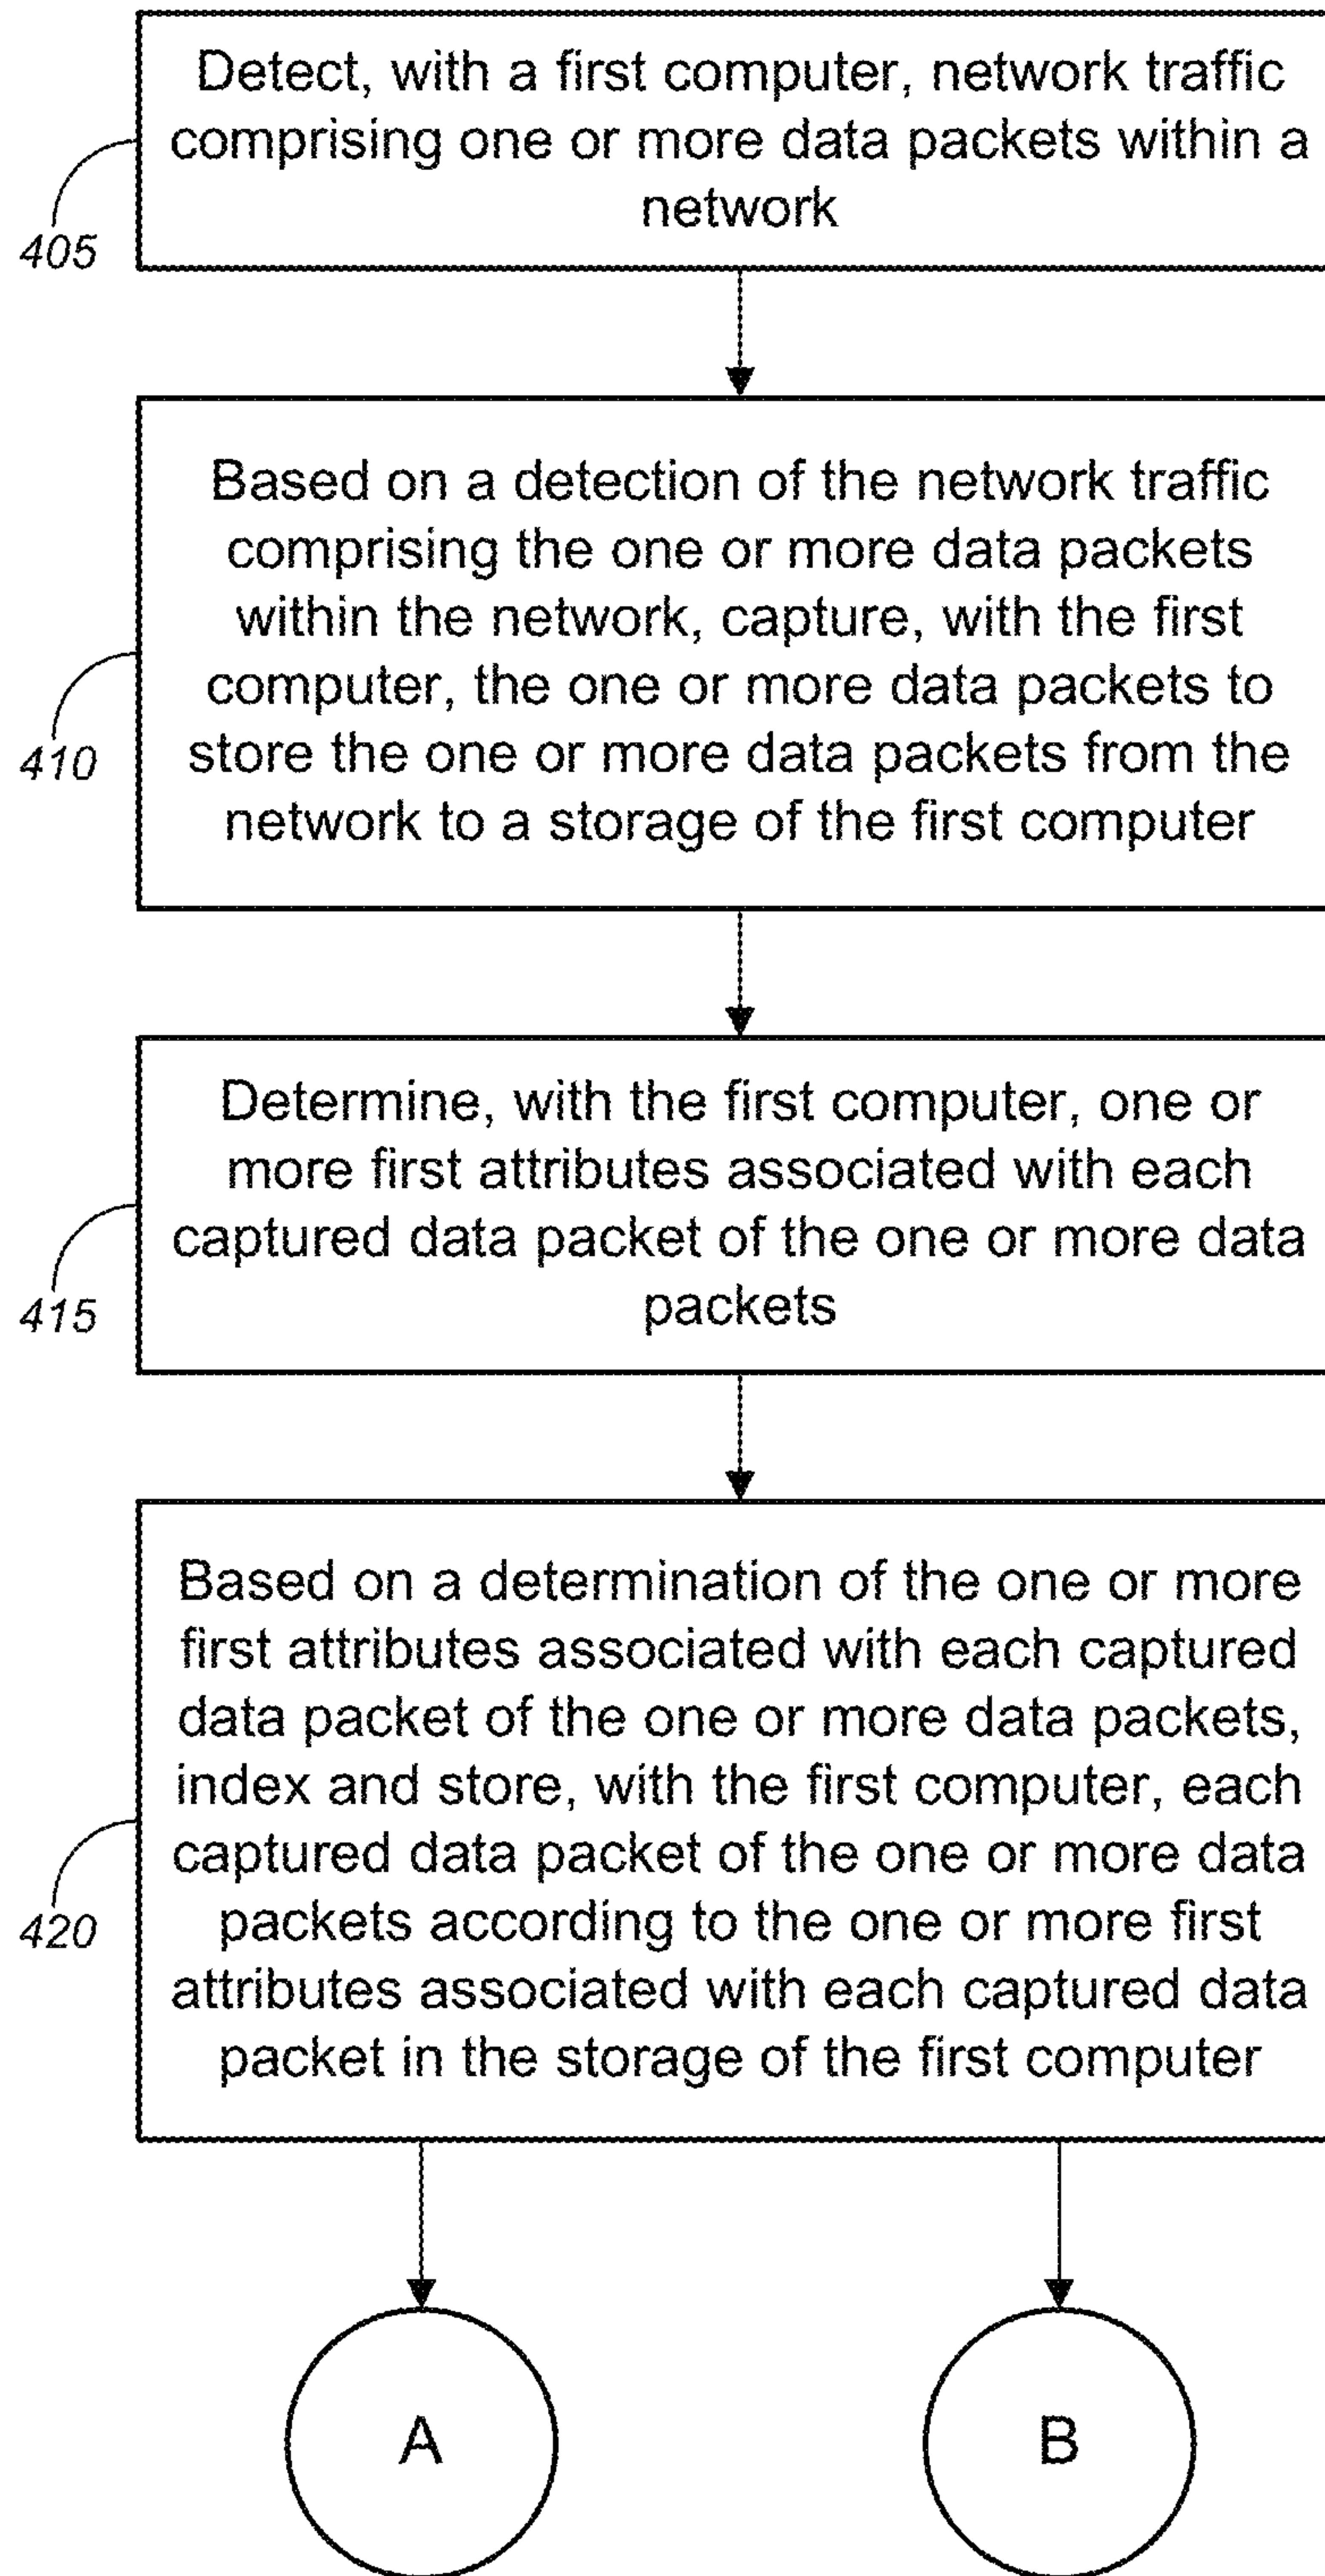 Detect, with a first computer, network traffic
comprising one or more data packets within a
network
405
Based on a detection of the network traffic
comprising the one or more data packets
within the network, capture, with the first
computer, the one or more data packets to
store the one or more data packets from the
network to a storage of the first computer
410
Determine, with the first computer, one or
more first attributes associated with each
captured data packet of the one or more data
packets
415
Based on a determination of the one or more
first attributes associated with each captured
data packet of the one or more data packets,
index and store, with the first computer, each
captured data packet of the one or more data
packets according to the one or more first
attributes associated with each captured data
packet in the storage of the first computer
420
A
B